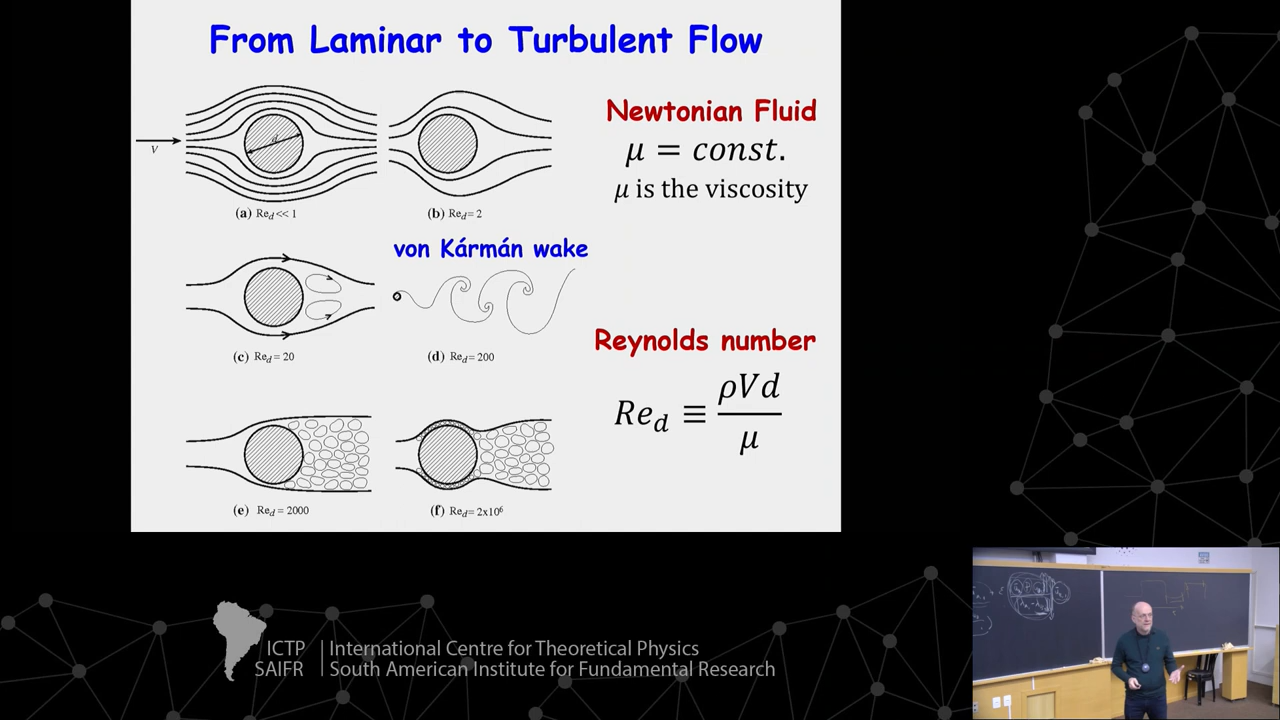 From Laminar to Turbulent Flow
V
d
(a) Re_d << 1
(b) Re_d = 2
Newtonian Fluid
μ = const.
μ is the viscosity
von Kármán wake
(c) Re_d = 20
(d) Re_d = 200
Reynolds number
Re_d ≡ ρVd / μ
(e) Re_d = 2000
(f) Re_d = 2x10⁶
ICTP
SAIFR
International Centre for Theoretical Physics
South American Institute for Fundamental Research